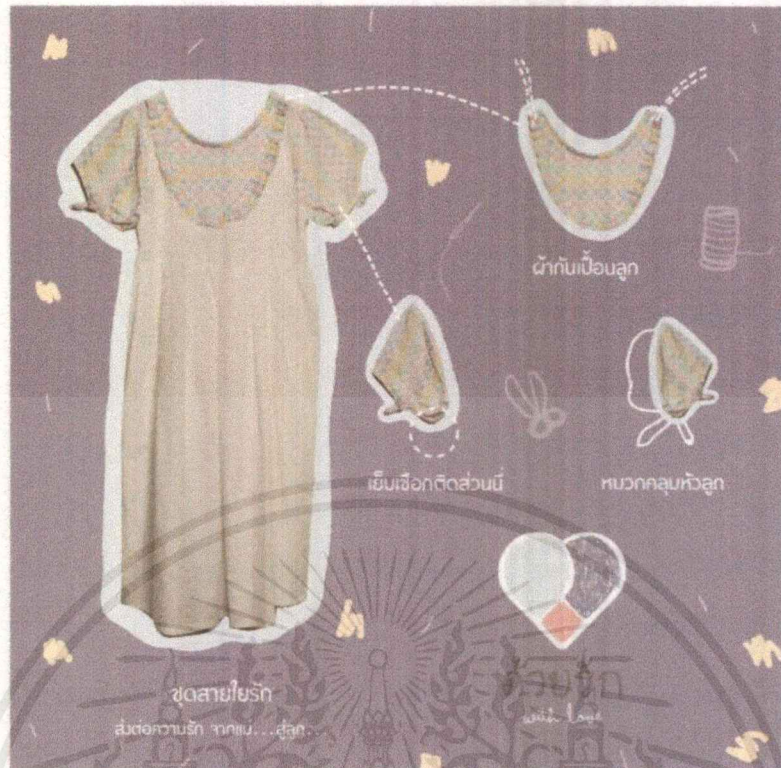 ผ้ากันเปื้อนลูก
เย็บเชือกติดส่วนนี้
หมวกคลุมหัวลูก
ชุดสายใยรัก
ส่งต่อความรัก จากแม่...สู่ลูก..
ด้วยรัก
with love